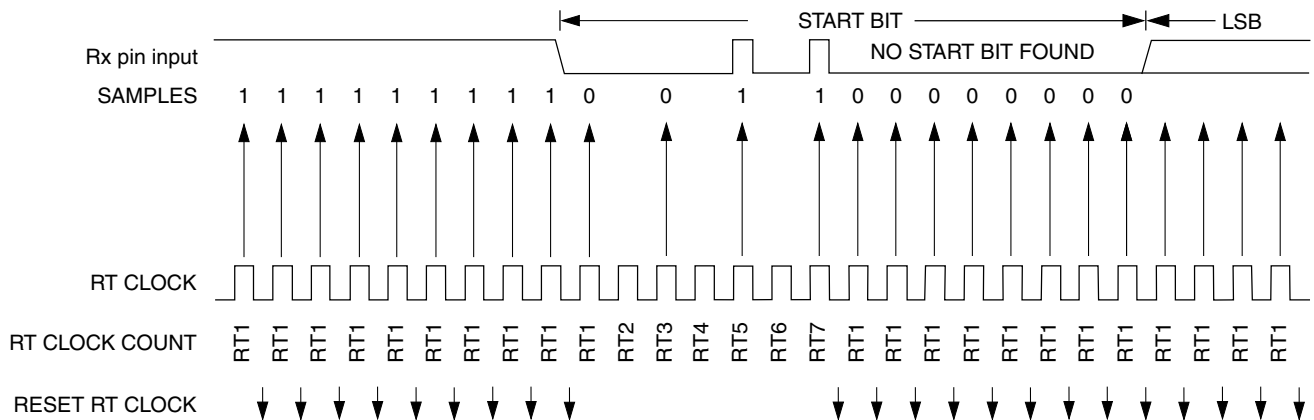 START BIT LSB
Rx pin input NO START BIT FOUND
SAMPLES 1 1 1 1 1 1 1 1 1 0 0 1 1 0 0 0 0 0 0 0 0
RT CLOCK
RT CLOCK COUNT RT1 RT1 RT1 RT1 RT1 RT1 RT1 RT1 RT1 RT1 RT2 RT3 RT4 RT5 RT6 RT7 RT1 RT1 RT1 RT1 RT1 RT1 RT1 RT1 RT1 RT1 RT1 RT1
RESET RT CLOCK